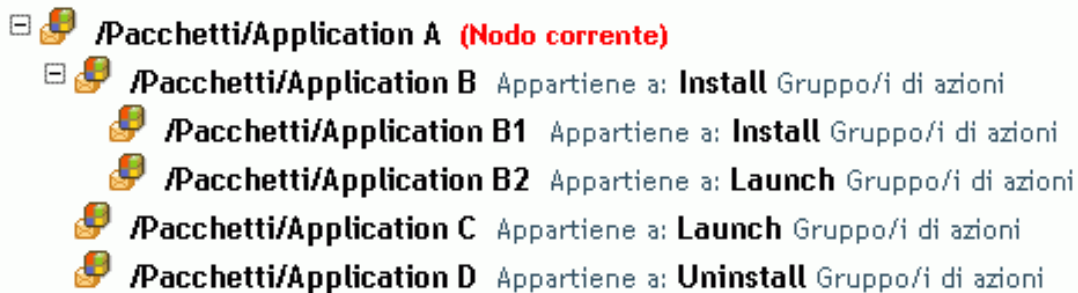 /Pacchetti/Application A (Nodo corrente)
/Pacchetti/Application B Appartiene a: Install Gruppo/i di azioni
/Pacchetti/Application B1 Appartiene a: Install Gruppo/i di azioni
/Pacchetti/Application B2 Appartiene a: Launch Gruppo/i di azioni
/Pacchetti/Application C Appartiene a: Launch Gruppo/i di azioni
/Pacchetti/Application D Appartiene a: Uninstall Gruppo/i di azioni